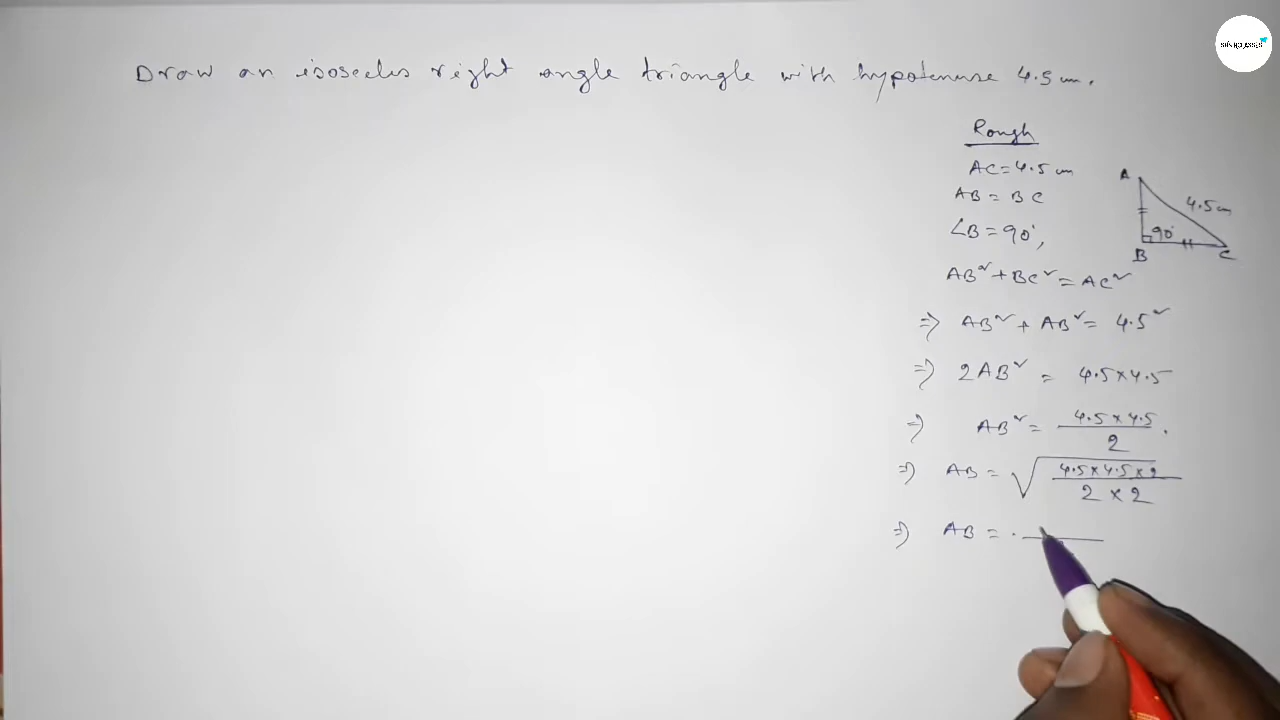 Draw an isosceles right angle triangle with hypotenuse 4.5 cm.
Rough
AC = 4.5 cm
AB = BC
∠B = 90°,
A
4.5 cm
90°
B
C
AB² + BC² = AC²
⇒ AB² + AB² = 4.5²
⇒ 2AB² = 4.5×4.5
⇒ AB² = 4.5×4.5 / 2.
⇒ AB = √(4.5×4.5×2 / 2×2)
⇒ AB =